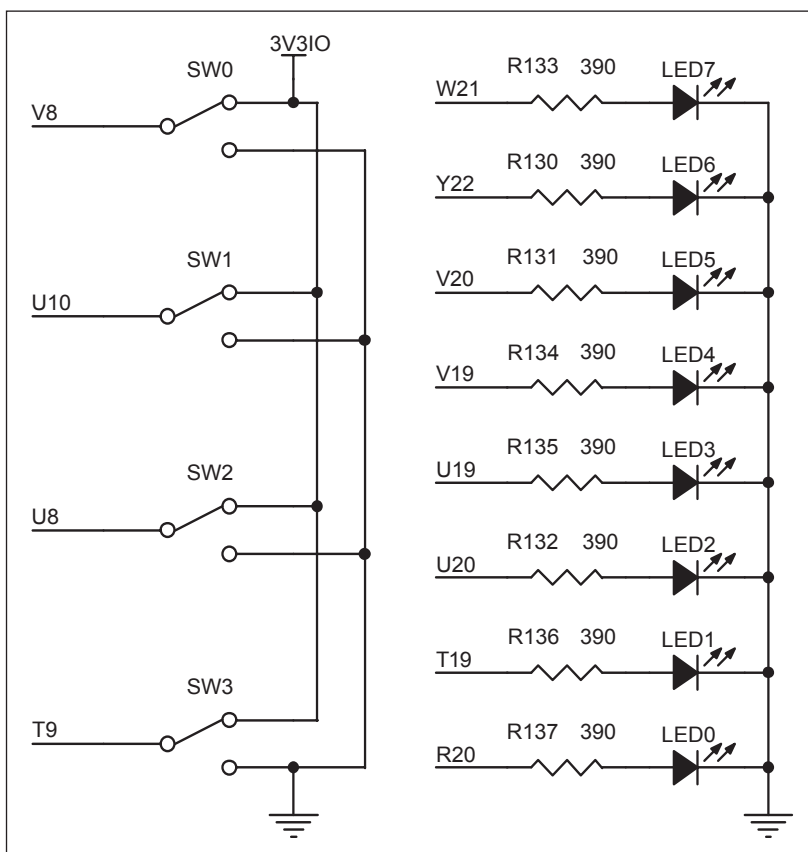 3V3IO
SW0
V8
SW1
U10
SW2
U8
SW3
T9
R133 390 LED7
W21
R130 390 LED6
Y22
R131 390 LED5
V20
R134 390 LED4
V19
R135 390 LED3
U19
R132 390 LED2
U20
R136 390 LED1
T19
R137 390 LED0
R20